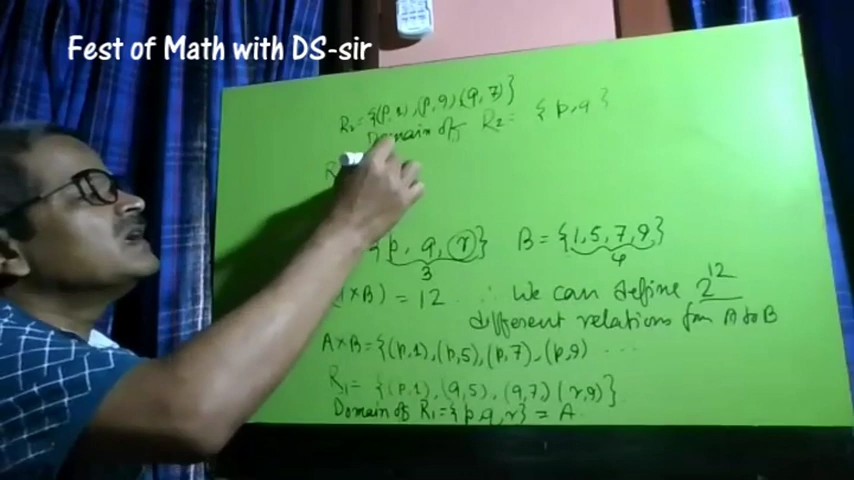 Fest of Math with DS-sir
R₂={(p,1),(p,9),(q,7)}
Domain of R₂= {p,q}
R
{p, q, r} B={1,5,7,9}
3 4
(A×B) = 12 ∴ We can define 2¹²
different relations from A to B
A×B={(p,1),(p,5),(p,7),(p,9) ...
R₁= {(p,1),(q,5),(q,7)(r,9)}
Domain of R₁={p,q,r} = A.